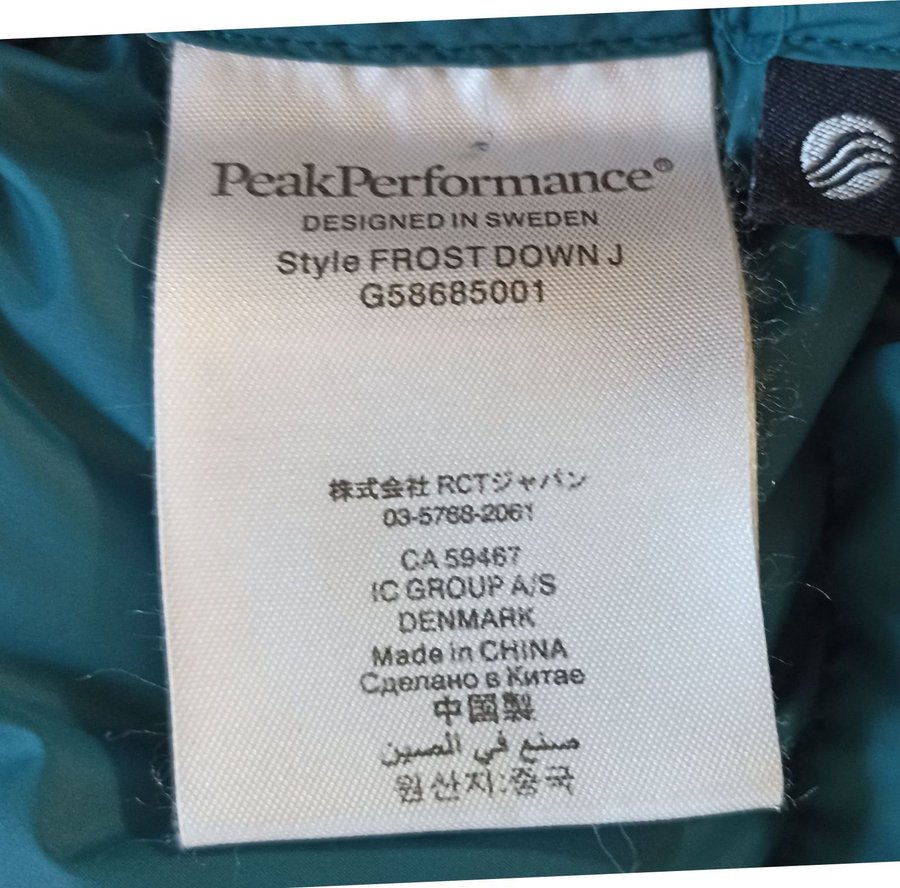 PeakPerformance®
DESIGNED IN SWEDEN
Style FROST DOWN J
G58685001
株式会社 RCTジャパン
03-5768-2061
CA 59467
IC GROUP A/S
DENMARK
Made in CHINA
Сделано в Китае
中国製
صنع في الصين
원산지:중국